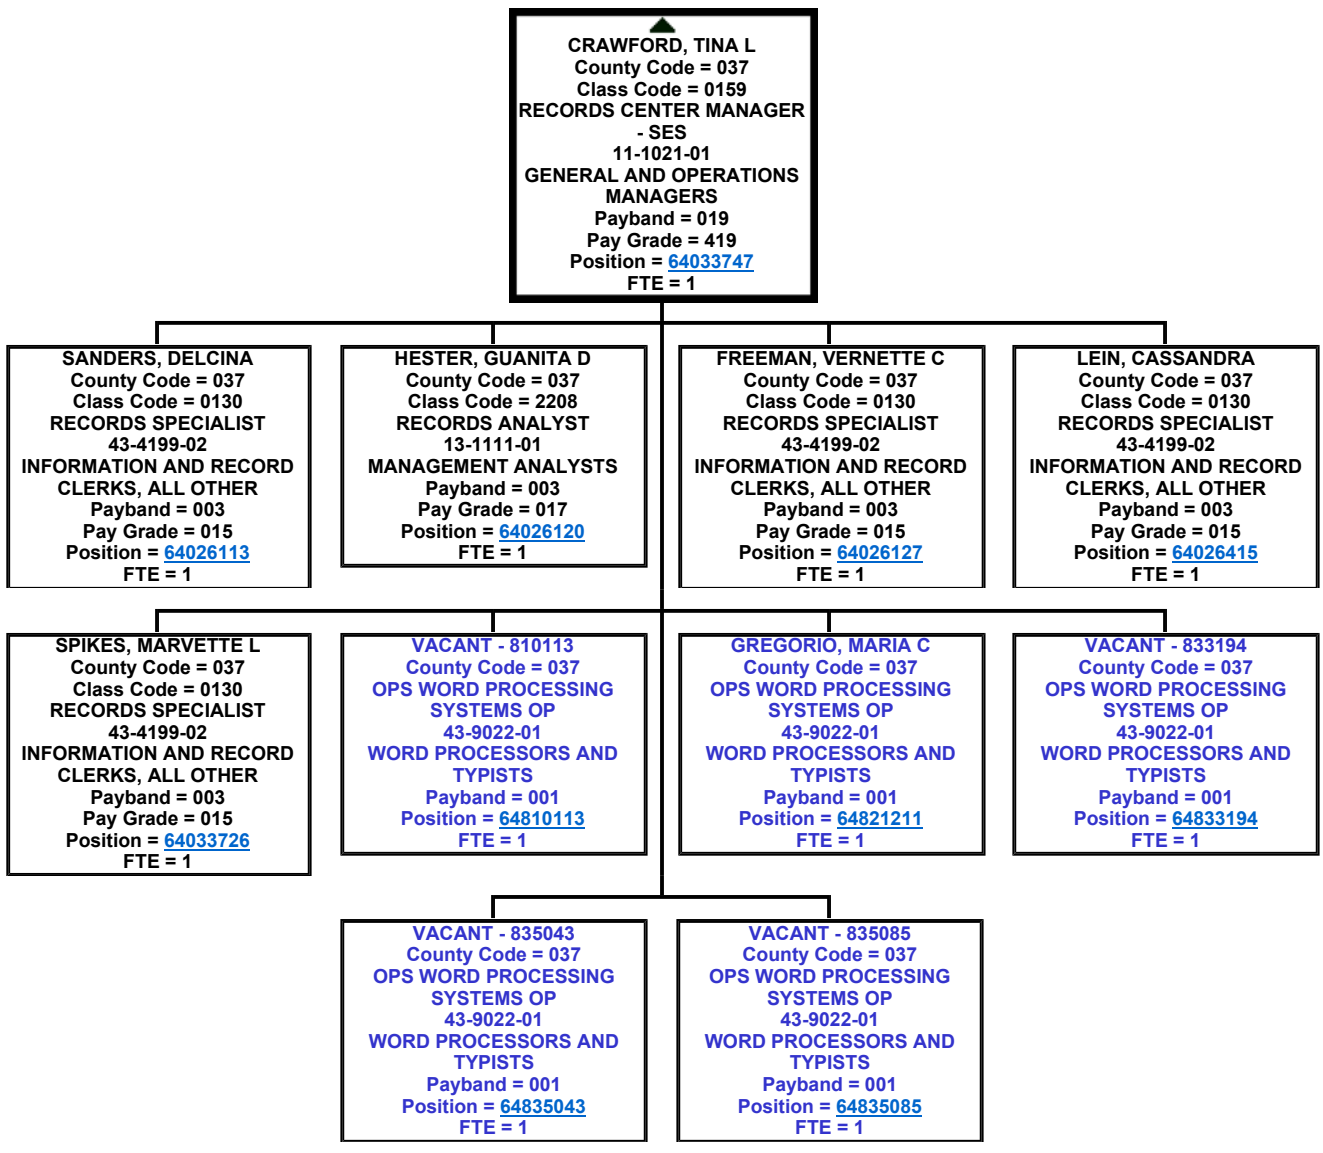 CRAWFORD, TINA L
County Code = 037
Class Code = 0159
RECORDS CENTER MANAGER
- SES
11-1021-01
GENERAL AND OPERATIONS
MANAGERS
Payband = 019
Pay Grade = 419
Position = 64033747
FTE = 1
SANDERS, DELCINA
County Code = 037
Class Code = 0130
RECORDS SPECIALIST
43-4199-02
INFORMATION AND RECORD
CLERKS, ALL OTHER
Payband = 003
Pay Grade = 015
Position = 64026113
FTE = 1
HESTER, GUANITA D
County Code = 037
Class Code = 2208
RECORDS ANALYST
13-1111-01
MANAGEMENT ANALYSTS
Payband = 003
Pay Grade = 017
Position = 64026120
FTE = 1
FREEMAN, VERNETTE C
County Code = 037
Class Code = 0130
RECORDS SPECIALIST
43-4199-02
INFORMATION AND RECORD
CLERKS, ALL OTHER
Payband = 003
Pay Grade = 015
Position = 64026127
FTE = 1
LEIN, CASSANDRA
County Code = 037
Class Code = 0130
RECORDS SPECIALIST
43-4199-02
INFORMATION AND RECORD
CLERKS, ALL OTHER
Payband = 003
Pay Grade = 015
Position = 64026415
FTE = 1
SPIKES, MARVETTE L
County Code = 037
Class Code = 0130
RECORDS SPECIALIST
43-4199-02
INFORMATION AND RECORD
CLERKS, ALL OTHER
Payband = 003
Pay Grade = 015
Position = 64033726
FTE = 1
VACANT - 810113
County Code = 037
OPS WORD PROCESSING
SYSTEMS OP
43-9022-01
WORD PROCESSORS AND
TYPISTS
Payband = 001
Position = 64810113
FTE = 1
GREGORIO, MARIA C
County Code = 037
OPS WORD PROCESSING
SYSTEMS OP
43-9022-01
WORD PROCESSORS AND
TYPISTS
Payband = 001
Position = 64821211
FTE = 1
VACANT - 833194
County Code = 037
OPS WORD PROCESSING
SYSTEMS OP
43-9022-01
WORD PROCESSORS AND
TYPISTS
Payband = 001
Position = 64833194
FTE = 1
VACANT - 835043
County Code = 037
OPS WORD PROCESSING
SYSTEMS OP
43-9022-01
WORD PROCESSORS AND
TYPISTS
Payband = 001
Position = 64835043
FTE = 1
VACANT - 835085
County Code = 037
OPS WORD PROCESSING
SYSTEMS OP
43-9022-01
WORD PROCESSORS AND
TYPISTS
Payband = 001
Position = 64835085
FTE = 1